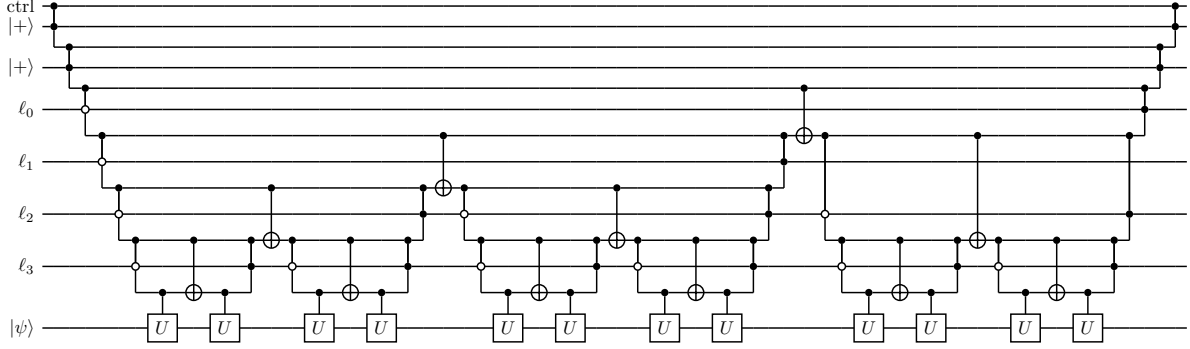 ctrl
|+⟩
|+⟩
ℓ₀
ℓ₁
ℓ₂
ℓ₃
|ψ⟩ U U U U U U U U U U U U